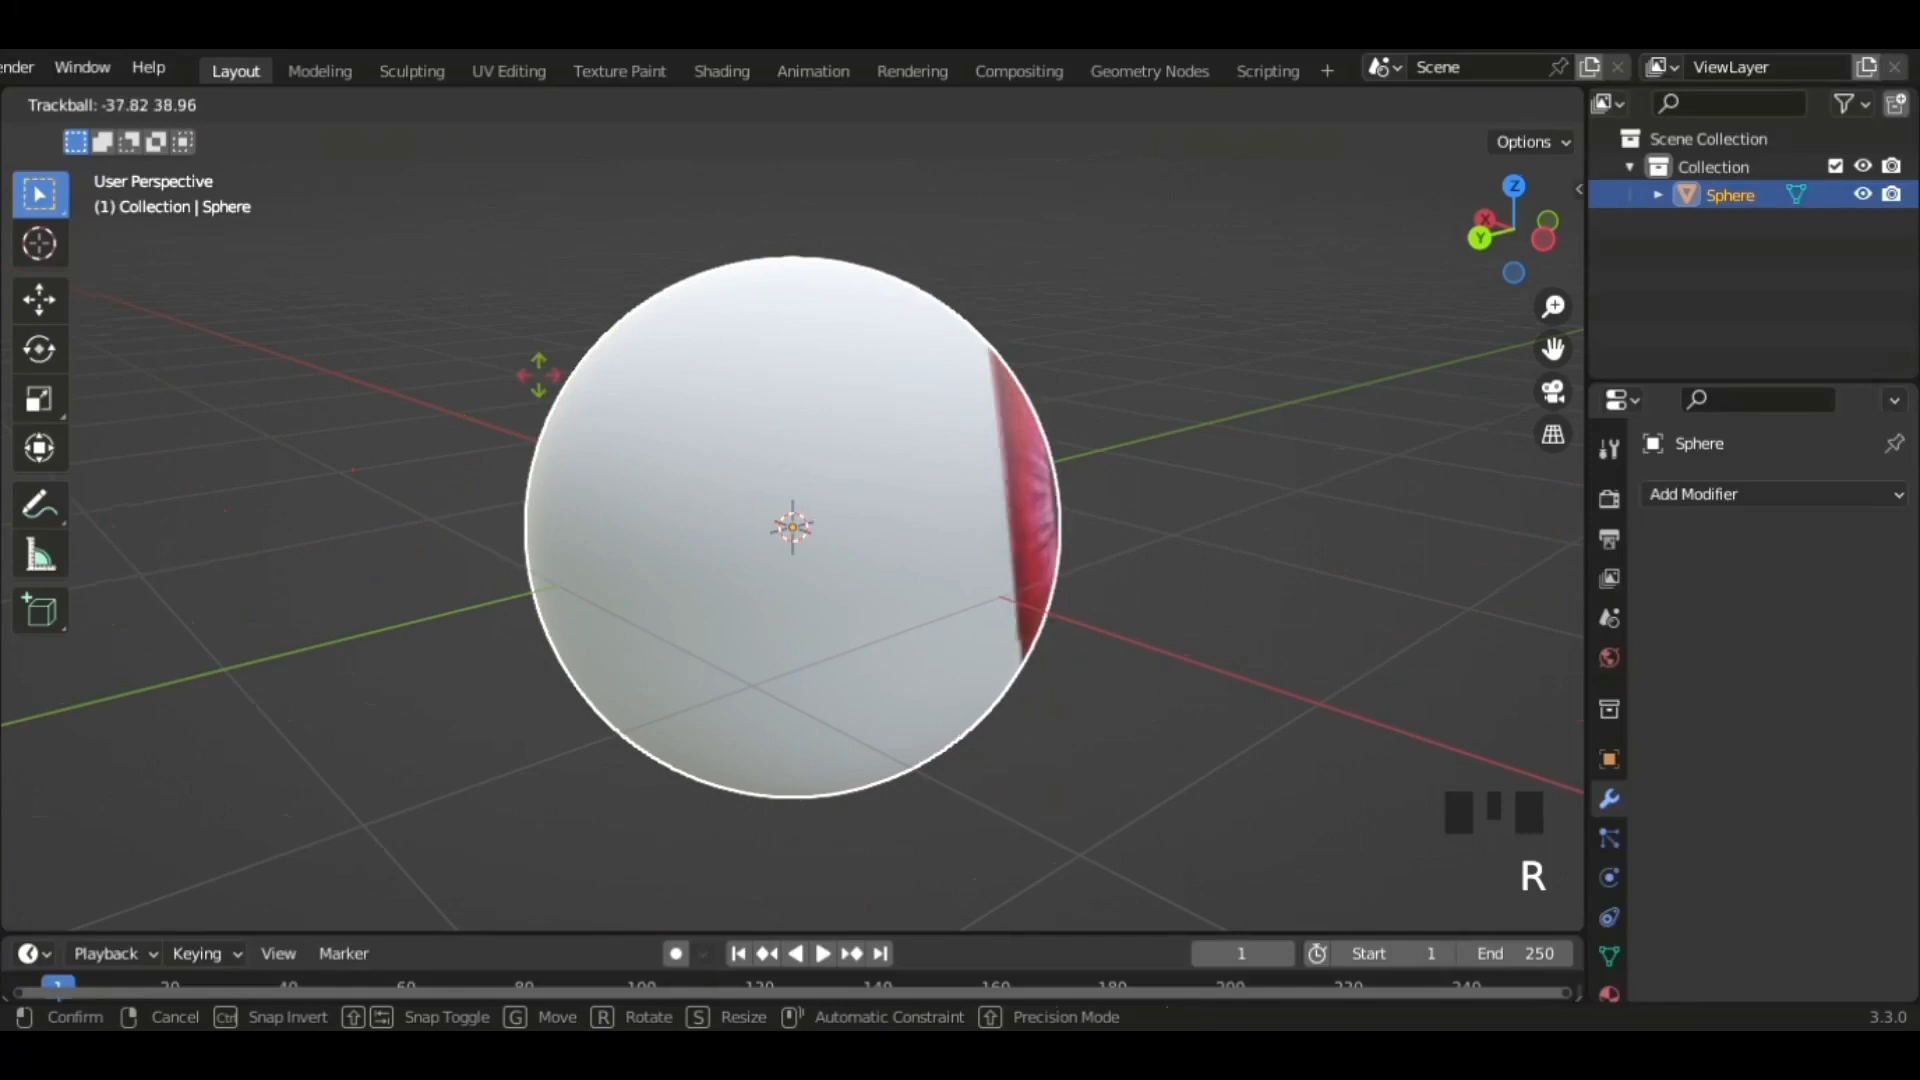 ender Window Help Layout Modeling Sculpting UV Editing Texture Paint Shading Animation Rendering Compositing Geometry Nodes Scripting + Scene ViewLayer
Trackball: -37.82 38.96
Options
User Perspective
(1) Collection | Sphere
Z
X
Y
Scene Collection
Collection
Sphere
Sphere
Add Modifier
R
Playback Keying View Marker 1 Start 1 End 250
1 20 40 60 80 100 120 140 160 180 200 220 240
Confirm Cancel Ctrl Snap Invert Snap Toggle G Move R Rotate S Resize Automatic Constraint Precision Mode 3.3.0